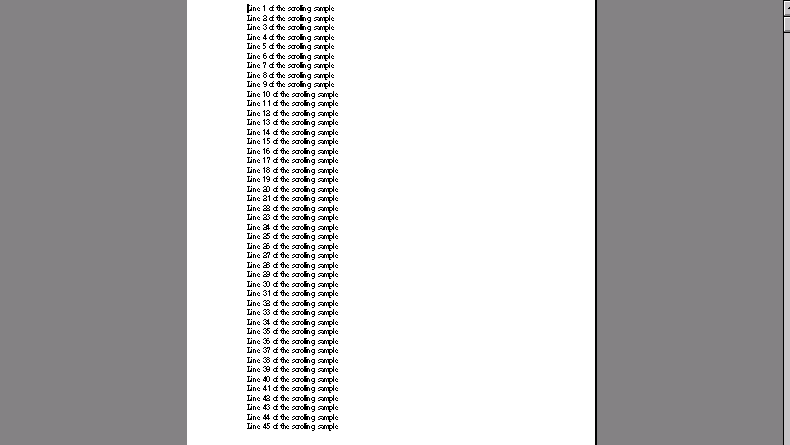 Line 1 of the scrolling sample
Line 2 of the scrolling sample
Line 3 of the scrolling sample
Line 4 of the scrolling sample
Line 5 of the scrolling sample
Line 6 of the scrolling sample
Line 7 of the scrolling sample
Line 8 of the scrolling sample
Line 9 of the scrolling sample
Line 10 of the scrolling sample
Line 11 of the scrolling sample
Line 12 of the scrolling sample
Line 13 of the scrolling sample
Line 14 of the scrolling sample
Line 15 of the scrolling sample
Line 16 of the scrolling sample
Line 17 of the scrolling sample
Line 18 of the scrolling sample
Line 19 of the scrolling sample
Line 20 of the scrolling sample
Line 21 of the scrolling sample
Line 22 of the scrolling sample
Line 23 of the scrolling sample
Line 24 of the scrolling sample
Line 25 of the scrolling sample
Line 26 of the scrolling sample
Line 27 of the scrolling sample
Line 28 of the scrolling sample
Line 29 of the scrolling sample
Line 30 of the scrolling sample
Line 31 of the scrolling sample
Line 32 of the scrolling sample
Line 33 of the scrolling sample
Line 34 of the scrolling sample
Line 35 of the scrolling sample
Line 36 of the scrolling sample
Line 37 of the scrolling sample
Line 38 of the scrolling sample
Line 39 of the scrolling sample
Line 40 of the scrolling sample
Line 41 of the scrolling sample
Line 42 of the scrolling sample
Line 43 of the scrolling sample
Line 44 of the scrolling sample
Line 45 of the scrolling sample